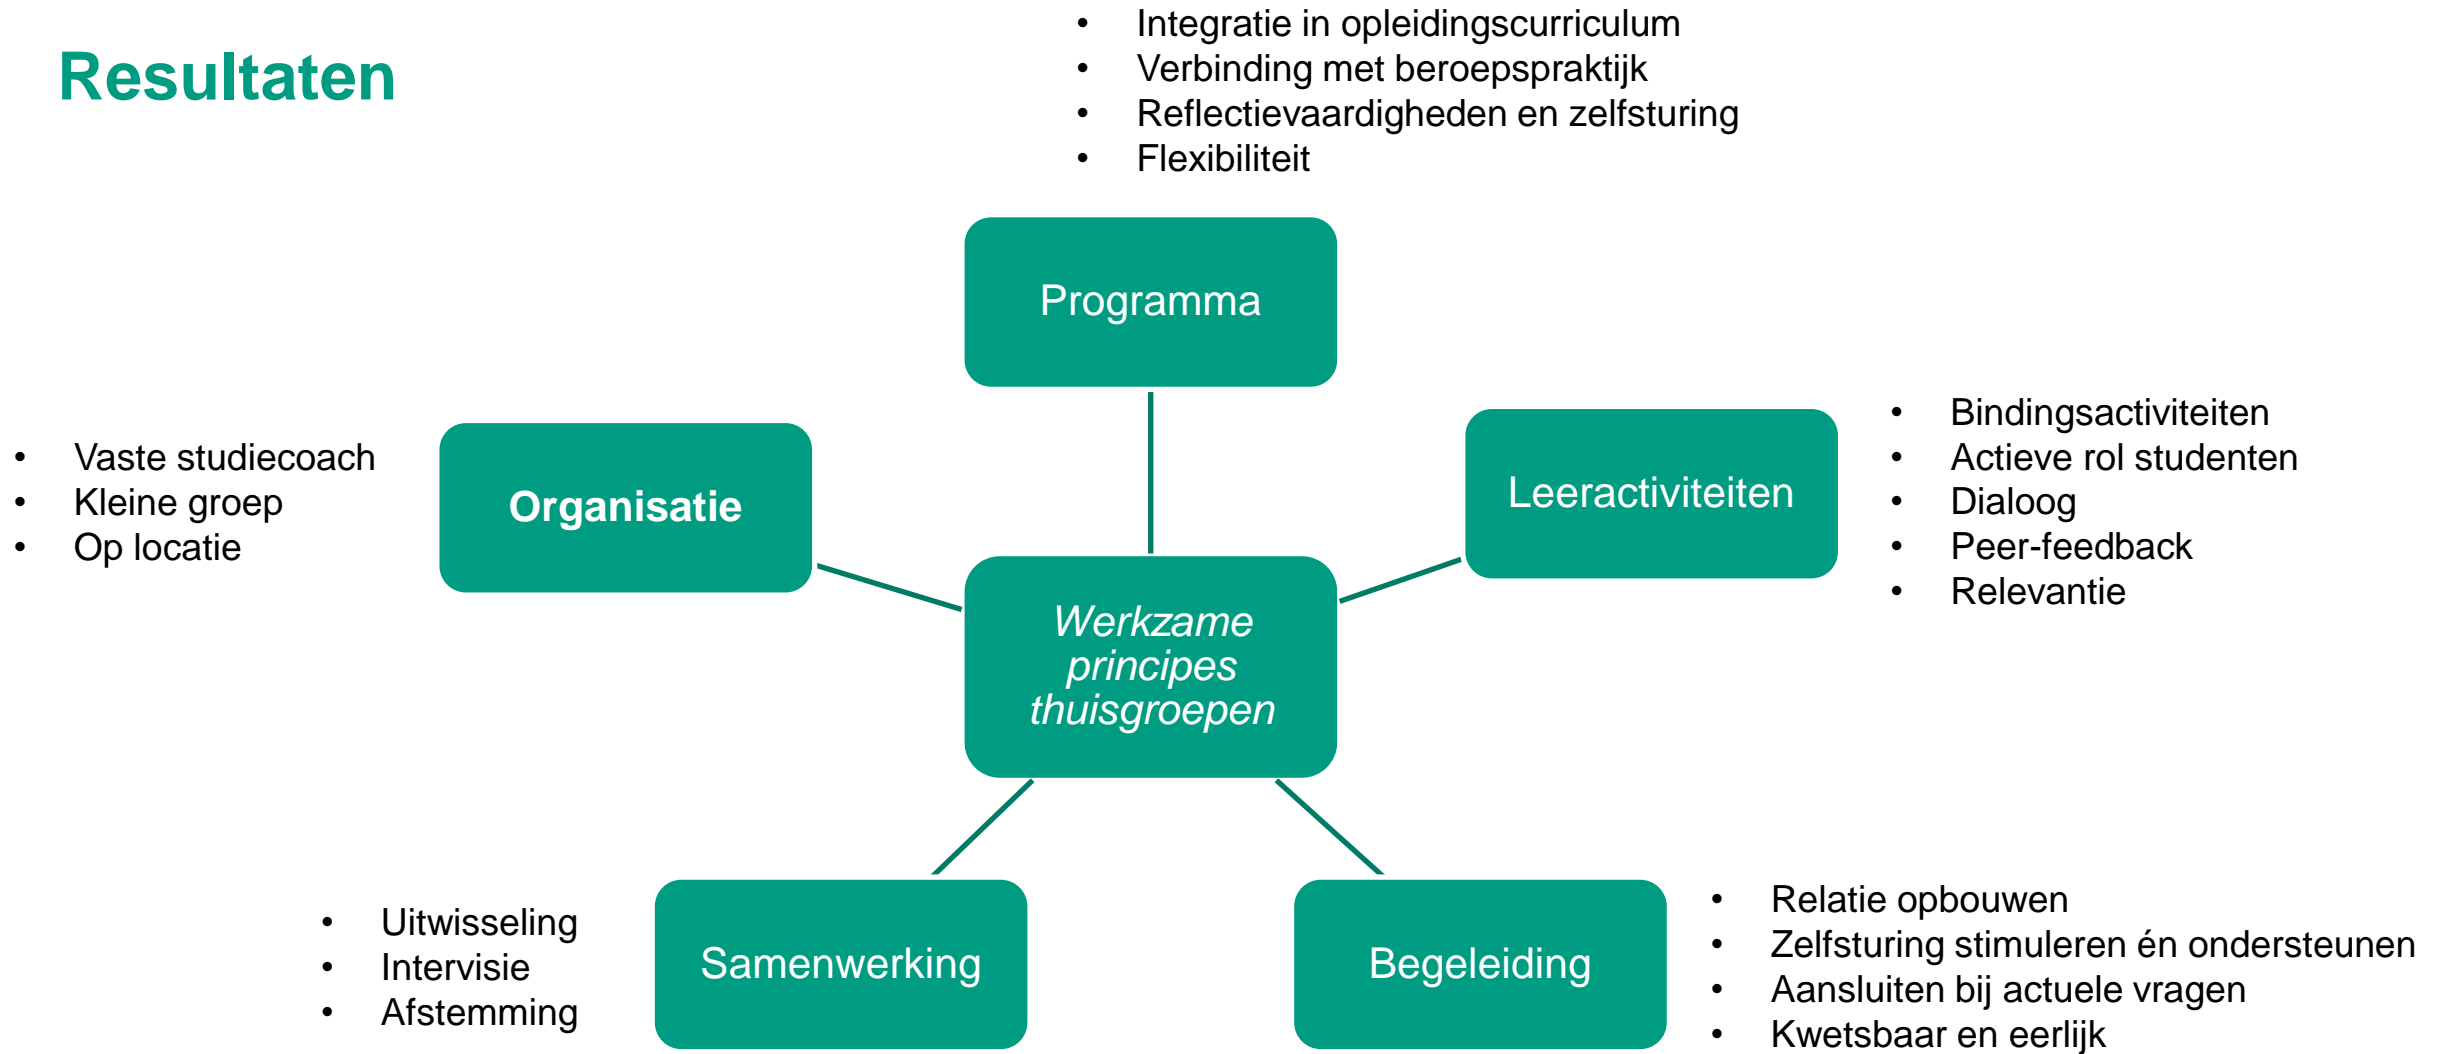 Resultaten
• Integratie in opleidingscurriculum
• Verbinding met beroepspraktijk
• Reflectievaardigheden en zelfsturing
• Flexibiliteit
Programma
Leeractiviteiten
• Bindingsactiviteiten
• Actieve rol studenten
• Dialoog
• Peer-feedback
• Relevantie
• Vaste studiecoach
• Kleine groep
• Op locatie
Organisatie
Werkzame
principes
thuisgroepen
• Uitwisseling
• Intervisie
• Afstemming
Samenwerking
Begeleiding
• Relatie opbouwen
• Zelfsturing stimuleren én ondersteunen
• Aansluiten bij actuele vragen
• Kwetsbaar en eerlijk